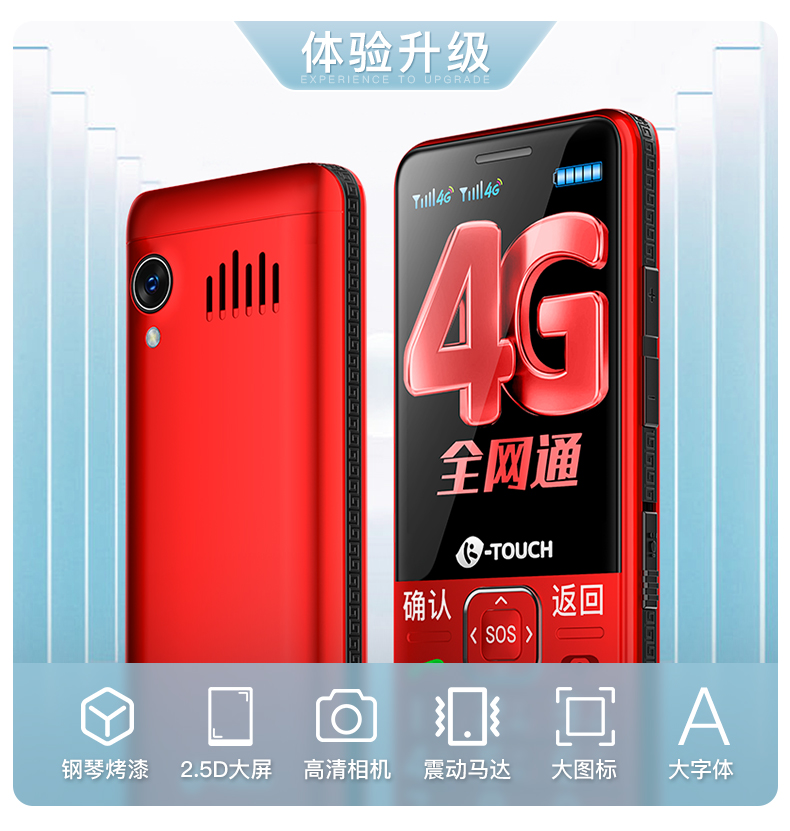 体验升级
EXPERIENCE TO UPGRADE
4G 4G
4G
全网通
K-TOUCH
确认
返回
SOS
钢琴烤漆
2.5D大屏
高清相机
震动马达
大图标
A
大字体